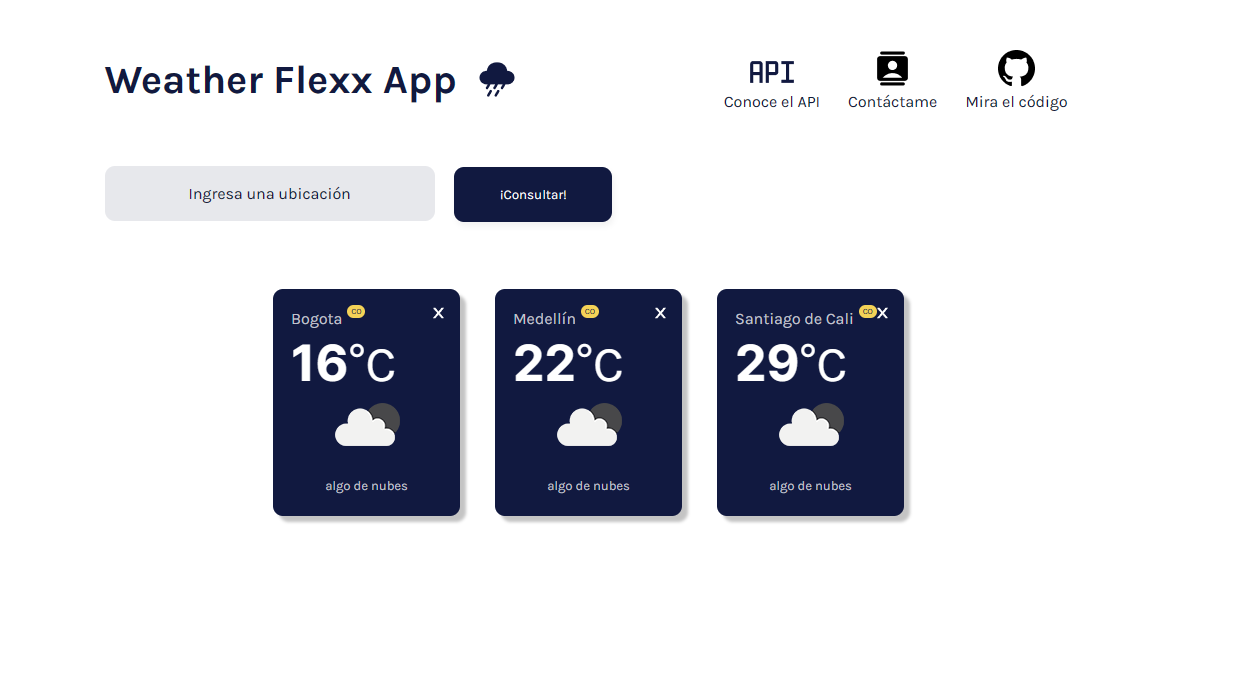 Weather Flexx App
API
Conoce el API
Contáctame
Mira el código
Ingresa una ubicación
¡Consultar!
Bogota CO X
16°C
algo de nubes
Medellín CO X
22°C
algo de nubes
Santiago de Cali CO X
29°C
algo de nubes